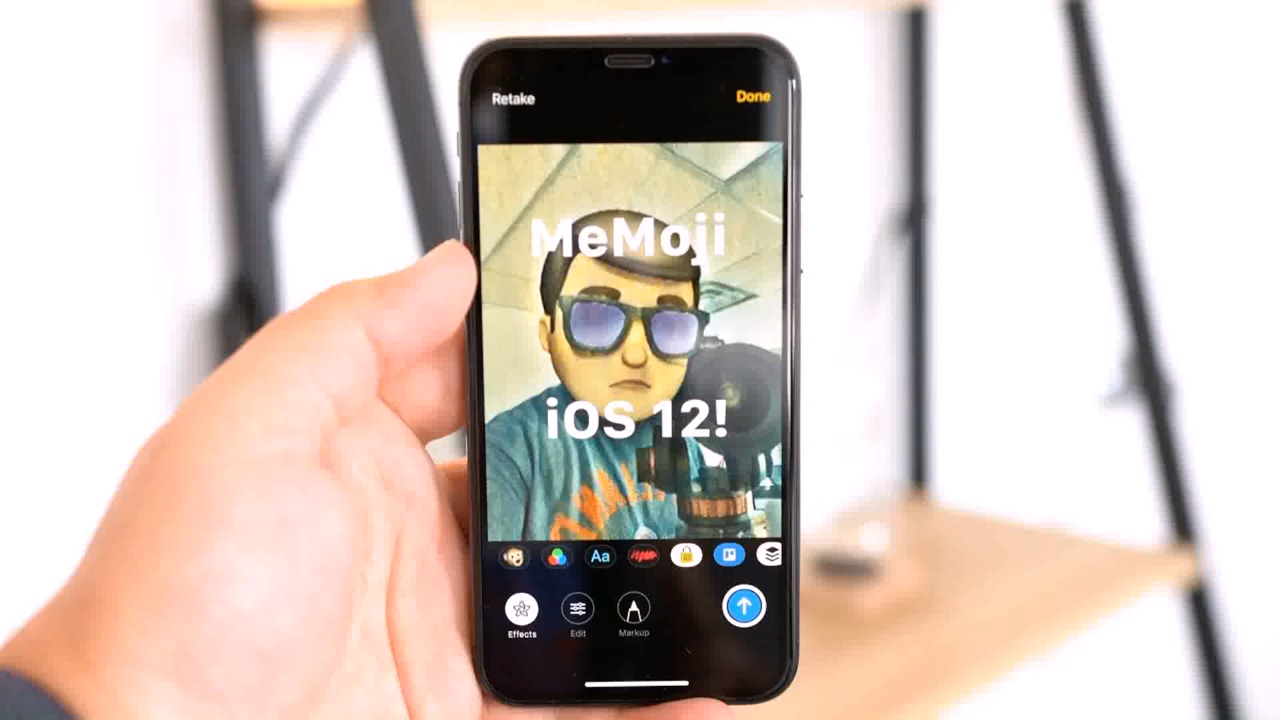 Retake
Done
MeMoji
iOS 12!
Aa
Effects
Edit
Markup